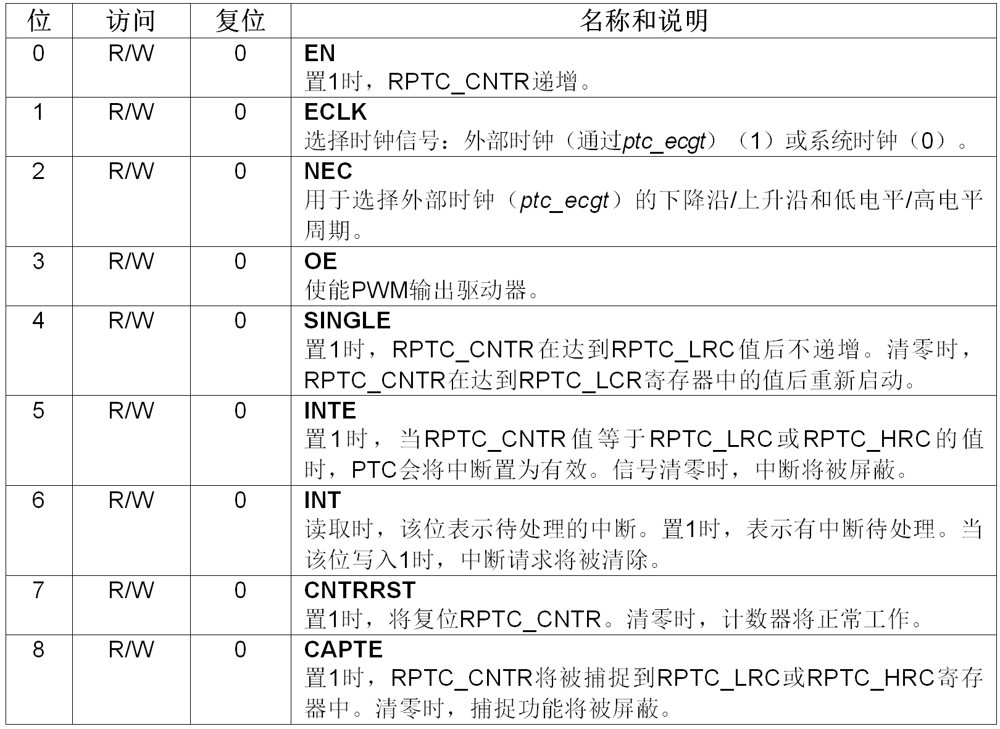 位 访问 复位 名称和说明
0 R/W 0 EN
置1时，RPTC_CNTR递增。
1 R/W 0 ECLK
选择时钟信号：外部时钟（通过ptc_ecgt）（1）或系统时钟（0）。
2 R/W 0 NEC
用于选择外部时钟（ptc_ecgt）的下降沿/上升沿和低电平/高电平
周期。
3 R/W 0 OE
使能PWM输出驱动器。
4 R/W 0 SINGLE
置1时，RPTC_CNTR在达到RPTC_LRC值后不递增。清零时，
RPTC_CNTR在达到RPTC_LCR寄存器中的值后重新启动。
5 R/W 0 INTE
置1时，当RPTC_CNTR值等于RPTC_LRC或RPTC_HRC的值
时，PTC会将中断置为有效。信号清零时，中断将被屏蔽。
6 R/W 0 INT
读取时，该位表示待处理的中断。置1时，表示有中断待处理。当
该位写入1时，中断请求将被清除。
7 R/W 0 CNTRRST
置1时，将复位RPTC_CNTR。清零时，计数器将正常工作。
8 R/W 0 CAPTE
置1时，RPTC_CNTR将被捕捉到RPTC_LRC或RPTC_HRC寄存
器中。清零时，捕捉功能将被屏蔽。